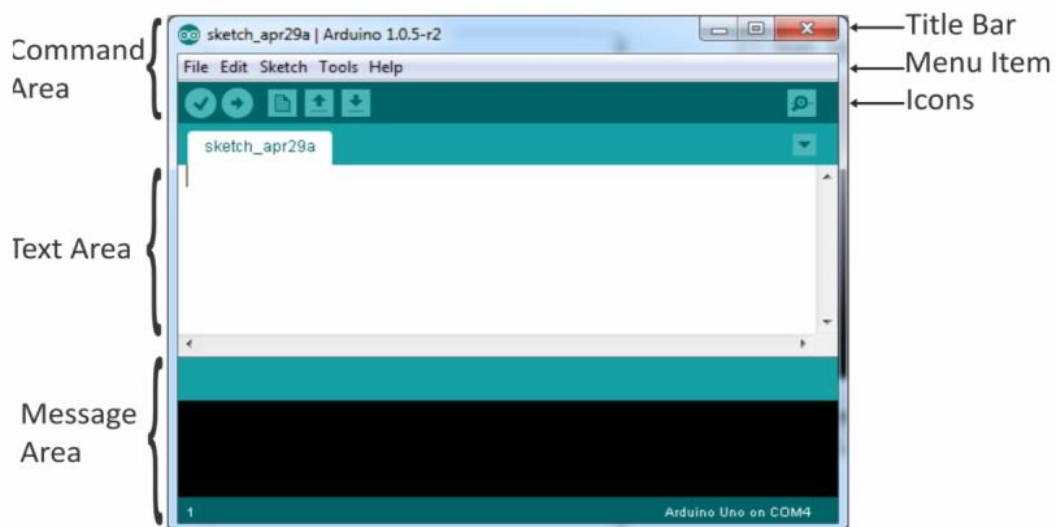 Command
Area
sketch_apr29a | Arduino 1.0.5-r2
Title Bar
File Edit Sketch Tools Help
Menu Item
Icons
sketch_apr29a
Text Area
Message
Area
1
Arduino Uno on COM4